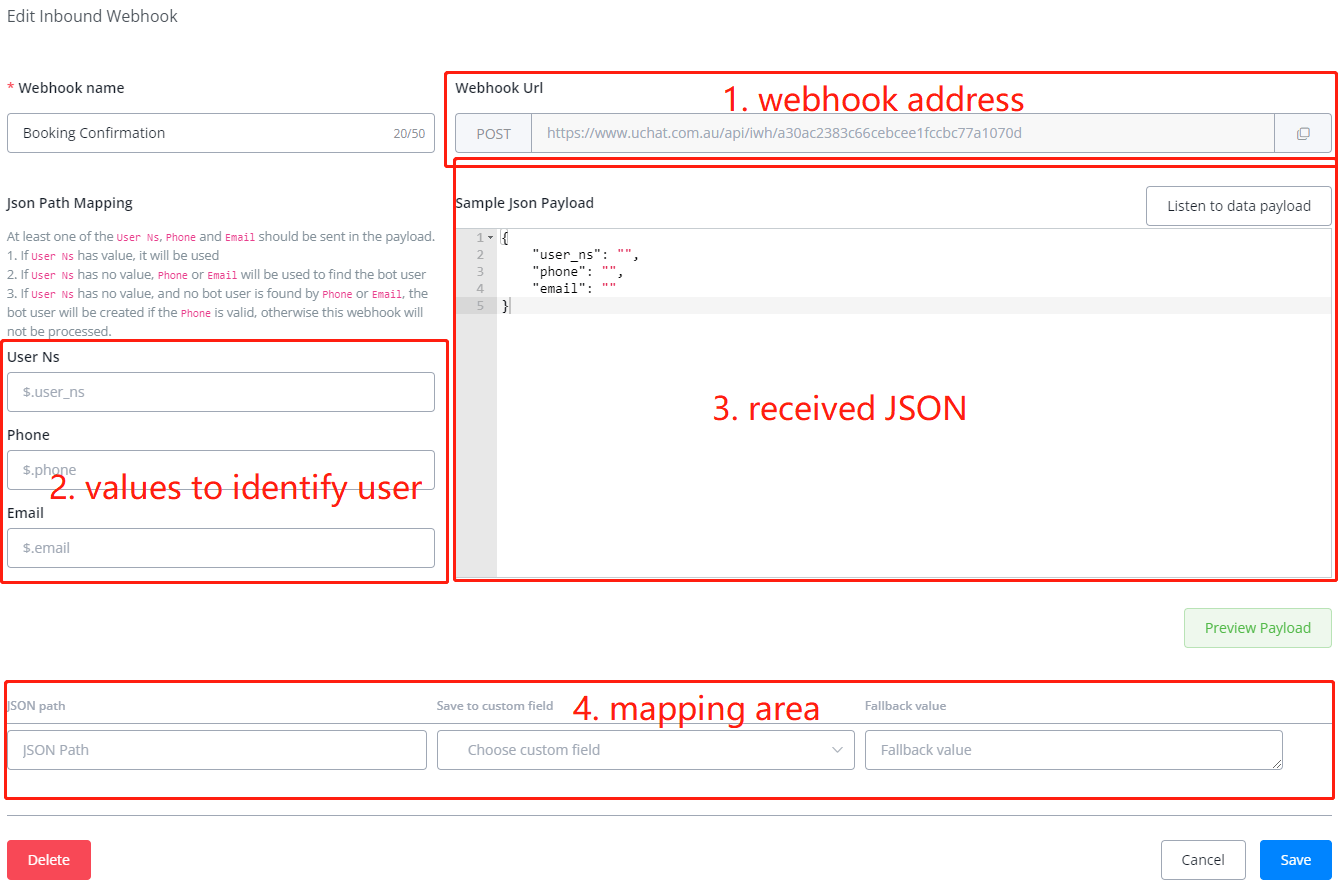 Edit Inbound Webhook
* Webhook name
Booking Confirmation 20/50
Webhook Url
1. webhook address
POST https://www.uchat.com.au/api/iwh/a30ac2383c66cebcee1fccbc77a1070d
Json Path Mapping
At least one of the User Ns, Phone and Email should be sent in the payload.
1. If User Ns has value, it will be used
2. If User Ns has no value, Phone or Email will be used to find the bot user
3. If User Ns has no value, and no bot user is found by Phone or Email, the
bot user will be created if the Phone is valid, otherwise this webhook will
not be processed.
User Ns
$.user_ns
Phone
$.phone
2. values to identify user
Email
$.email
Sample Json Payload
Listen to data payload
1 {
2 "user_ns": "",
3 "phone": "",
4 "email": ""
5 }
3. received JSON
Preview Payload
4. mapping area
JSON path Save to custom field Fallback value
JSON Path Choose custom field Fallback value
Delete Cancel Save